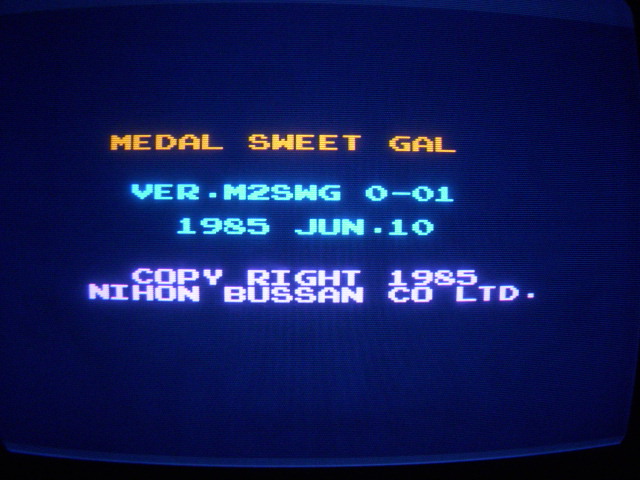 MEDAL SWEET GAL
VER.M2SWG 0-01
1985 JUN.10
COPY RIGHT 1985
NIHON BUSSAN CO LTD.